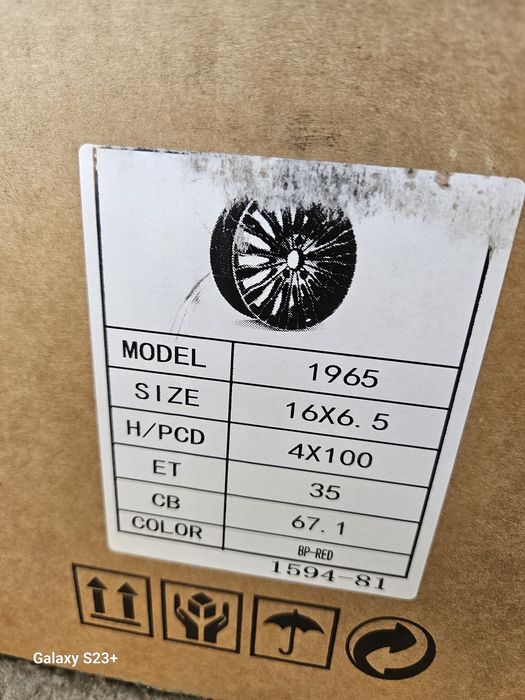 MODEL 1965
SIZE 16X6.5
H/PCD 4X100
ET 35
CB 67.1
COLOR BP-RED
1594-81
Galaxy S23+